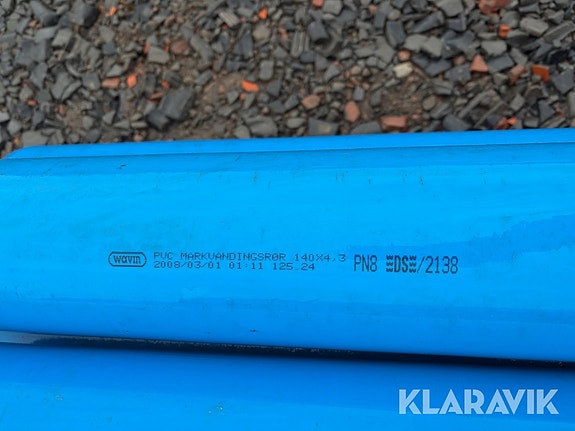 wavin PVC MARKVANDINGSRØR 140X4,3 PN8 DS/2138
2008/03/01 01:11 125.24
KLARAVIK